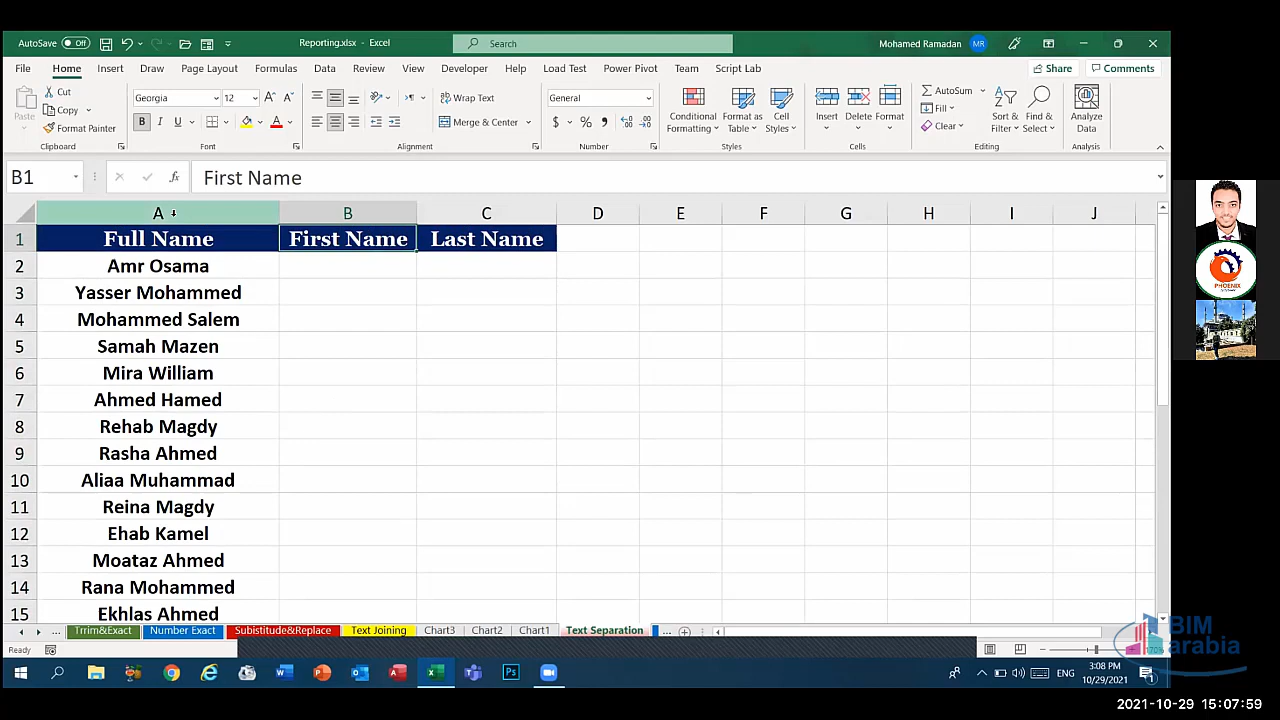 AutoSave Off Reporting.xlsx - Excel Search Mohamed Ramadan MR
File Home Insert Draw Page Layout Formulas Data Review View Developer Help Load Test Power Pivot Team Script Lab Share Comments
Cut Georgia 12 Wrap Text General AutoSum
Copy Fill
Paste Format Painter B I U Merge & Center $ % Conditional Formatting Format as Table Cell Styles Insert Delete Format Clear Sort & Filter Find & Select Analyze Data
Clipboard Font Alignment Number Styles Cells Editing Analysis
B1 fx First Name
A B C D E F G H I J
1 Full Name First Name Last Name
2 Amr Osama
3 Yasser Mohammed
4 Mohammed Salem
5 Samah Mazen
6 Mira William
7 Ahmed Hamed
8 Rehab Magdy
9 Rasha Ahmed
10 Aliaa Muhammad
11 Reina Magdy
12 Ehab Kamel
13 Moataz Ahmed
14 Rana Mohammed
15 Ekhlas Ahmed
... Trrim&Exact Number Exact Subistitude&Replace Text Joining Chart3 Chart2 Chart1 Text Separation ...
Ready 170%
ENG 3:08 PM
10/29/2021
PHOENIX
BIM
arabia
2021-10-29 15:07:59